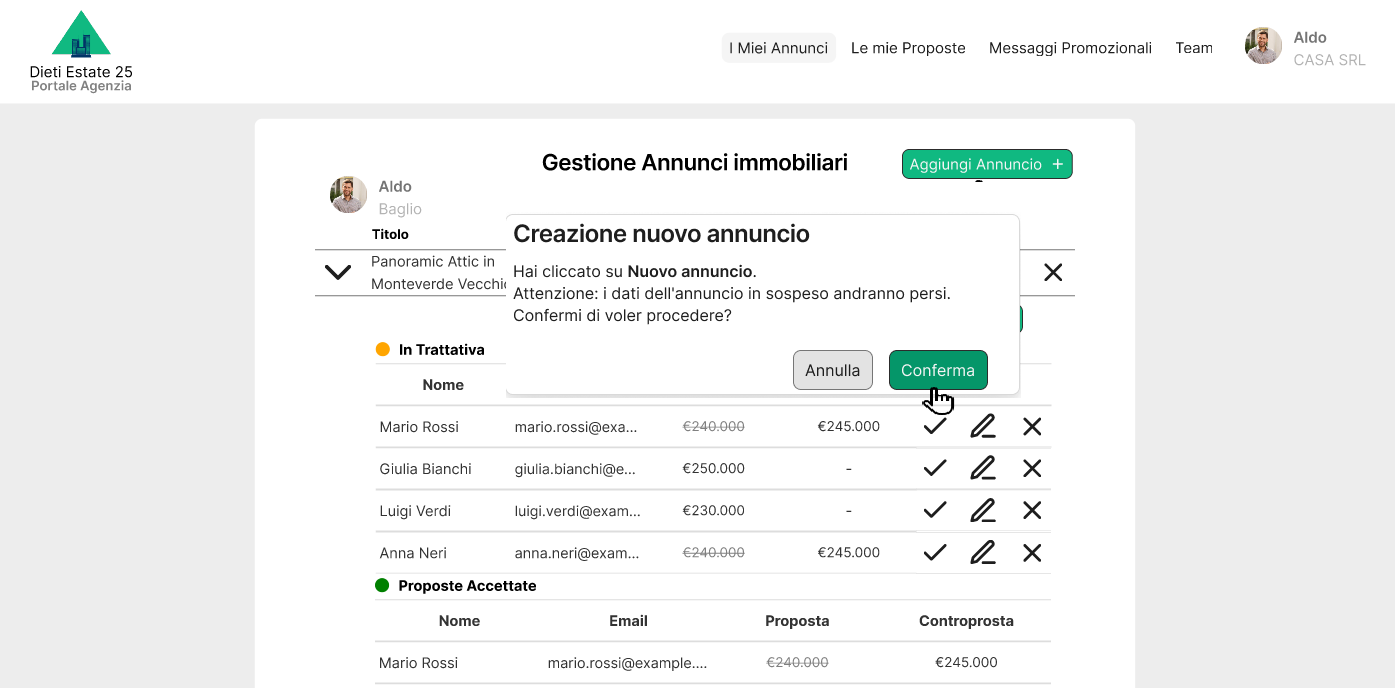 Dieti Estate 25
Portale Agenzia
I Miei Annunci
Le mie Proposte
Messaggi Promozionali
Team
Aldo
CASA SRL
Gestione Annunci immobiliari
Aggiungi Annuncio +
Aldo
Baglio
Titolo
Panoramic Attic in
Monteverde Vecchio
Creazione nuovo annuncio
Hai cliccato su Nuovo annuncio.
Attenzione: i dati dell'annuncio in sospeso andranno persi.
Confermi di voler procedere?
Annulla
Conferma
In Trattativa
Nome
Mario Rossi mario.rossi@exa... €240.000 €245.000
Giulia Bianchi giulia.bianchi@e... €250.000 -
Luigi Verdi luigi.verdi@exam... €230.000 -
Anna Neri anna.neri@exam... €240.000 €245.000
Proposte Accettate
Nome Email Proposta Controprosta
Mario Rossi mario.rossi@example.... €240.000 €245.000